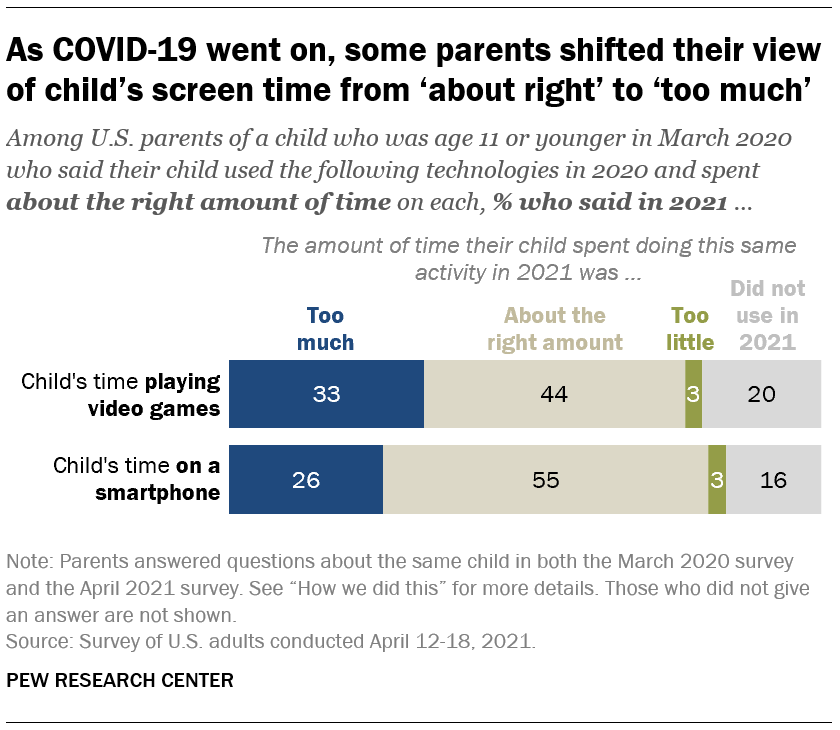 As COVID-19 went on, some parents shifted their view
of child’s screen time from ‘about right’ to ‘too much’
Among U.S. parents of a child who was age 11 or younger in March 2020
who said their child used the following technologies in 2020 and spent
about the right amount of time on each, % who said in 2021 ...
The amount of time their child spent doing this same
activity in 2021 was ...
Too
much
About the
right amount
Too
little
Did not
use in
2021
Child's time playing
video games
33
44
3
20
Child's time on a
smartphone
26
55
3
16
Note: Parents answered questions about the same child in both the March 2020 survey
and the April 2021 survey. See “How we did this” for more details. Those who did not give
an answer are not shown.
Source: Survey of U.S. adults conducted April 12-18, 2021.
PEW RESEARCH CENTER